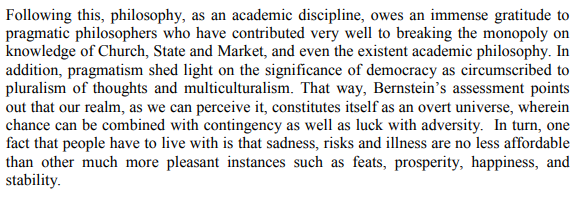 Following this, philosophy, as an academic discipline, owes an immense gratitude to
pragmatic philosophers who have contributed very well to breaking the monopoly on
knowledge of Church, State and Market, and even the existent academic philosophy. In
addition, pragmatism shed light on the significance of democracy as circumscribed to
pluralism of thoughts and multiculturalism. That way, Bernstein's assessment points
out that our realm, as we can perceive it, constitutes itself as an overt universe, wherein
chance can be combined with contingency as well as luck with adversity. In turn, one
fact that people have to live with is that sadness, risks and illness are no less affordable
than other much more pleasant instances such as feats, prosperity, happiness, and
stability.